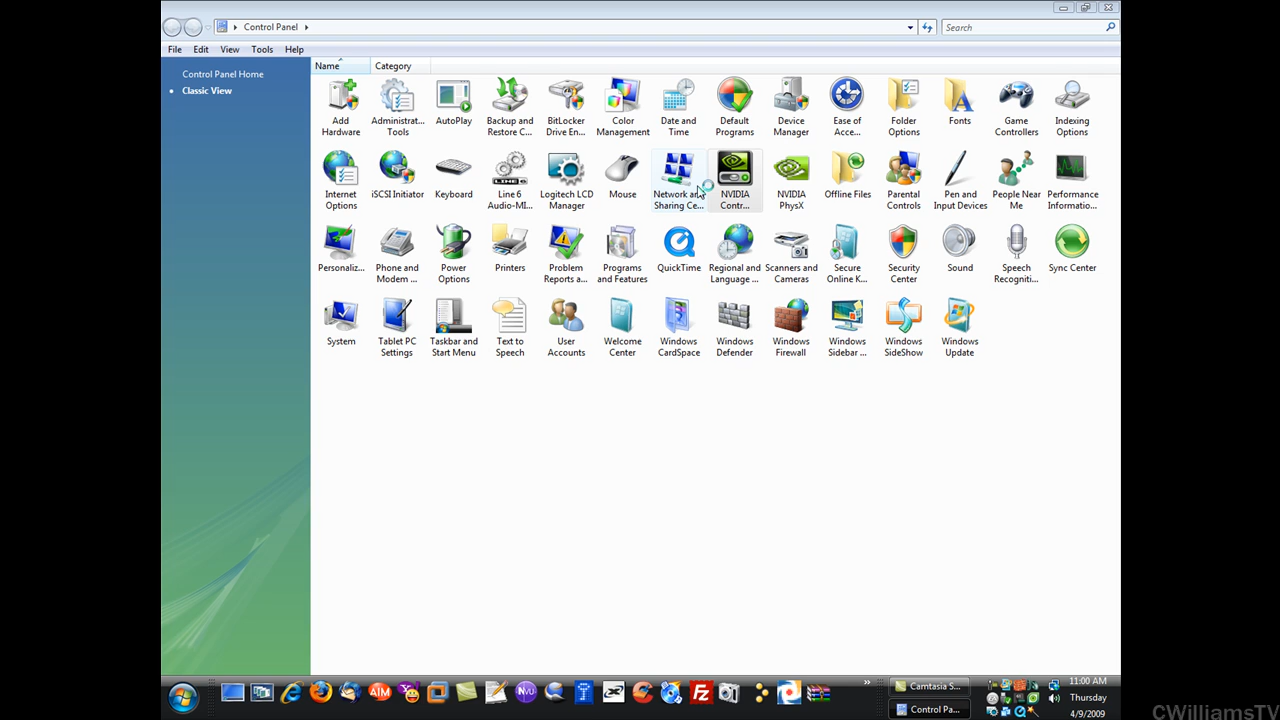 Control Panel
Search
File Edit View Tools Help
Control Panel Home
Classic View
Name Category
Add Hardware
Administrat... Tools
AutoPlay
Backup and Restore C...
BitLocker Drive En...
Color Management
Date and Time
Default Programs
Device Manager
Ease of Acce...
Folder Options
Fonts
Game Controllers
Indexing Options
Internet Options
iSCSI Initiator
Keyboard
Line 6 Audio-MI...
Logitech LCD Manager
Mouse
Network and Sharing Ce...
NVIDIA Contr...
NVIDIA PhysX
Offline Files
Parental Controls
Pen and Input Devices
People Near Me
Performance Informatio...
Personaliz...
Phone and Modem ...
Power Options
Printers
Problem Reports a...
Programs and Features
QuickTime
Regional and Language ...
Scanners and Cameras
Secure Online K...
Security Center
Sound
Speech Recogniti...
Sync Center
System
Tablet PC Settings
Taskbar and Start Menu
Text to Speech
User Accounts
Welcome Center
Windows CardSpace
Windows Defender
Windows Firewall
Windows Sidebar ...
Windows SideShow
Windows Update
Camtasia S...
Control Pa...
11:00 AM
Thursday
4/9/2009
CWilliamsTV